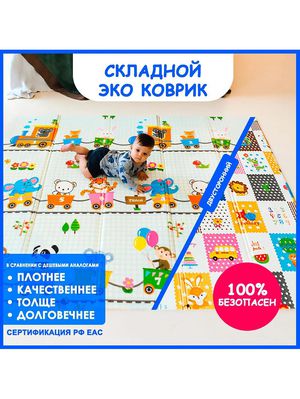 СКЛАДНОЙ
ЭКО КОВРИК
ДВУСТОРОННИЙ
В СРАВНЕНИИ С ДЕШЕВЫМИ АНАЛОГАМИ
ПЛОТНЕЕ
КАЧЕСТВЕННЕЕ
ТОЛЩЕ
ДОЛГОВЕЧНЕЕ
СЕРТИФИКАЦИЯ РФ ЕАС
100%
БЕЗОПАСЕН